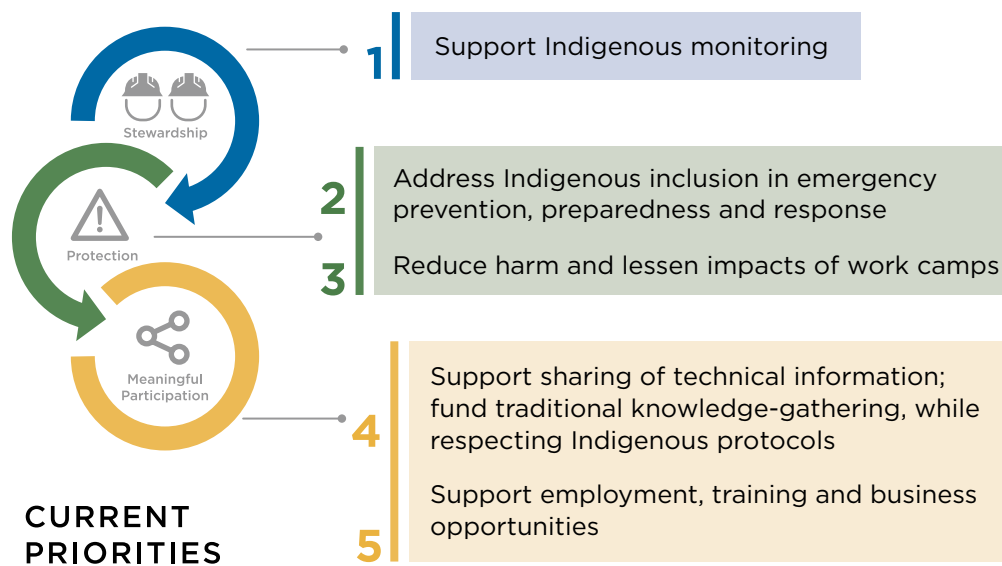 1
Support Indigenous monitoring
Stewardship
2
Address Indigenous inclusion in emergency
prevention, preparedness and response
Protection
3
Reduce harm and lessen impacts of work camps
Meaningful
Participation
4
Support sharing of technical information;
fund traditional knowledge-gathering, while
respecting Indigenous protocols
5
Support employment, training and business
opportunities
CURRENT
PRIORITIES